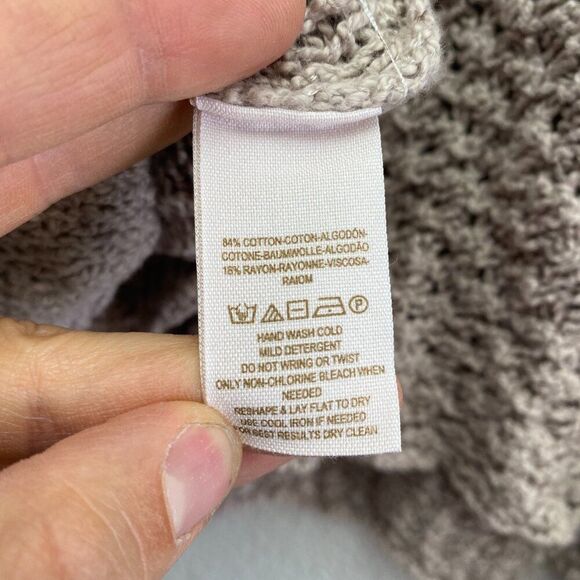 84% COTTON-COTON-ALGODÓN-
COTONE-BAUMWOLLE-ALGODÃO
16% RAYON-RAYONNE-VISCOSA-
RAIOM
P
HAND WASH COLD
MILD DETERGENT
DO NOT WRING OR TWIST
ONLY NON-CHLORINE BLEACH WHEN
NEEDED
RESHAPE & LAY FLAT TO DRY
USE COOL IRON IF NEEDED
FOR BEST RESULTS DRY CLEAN